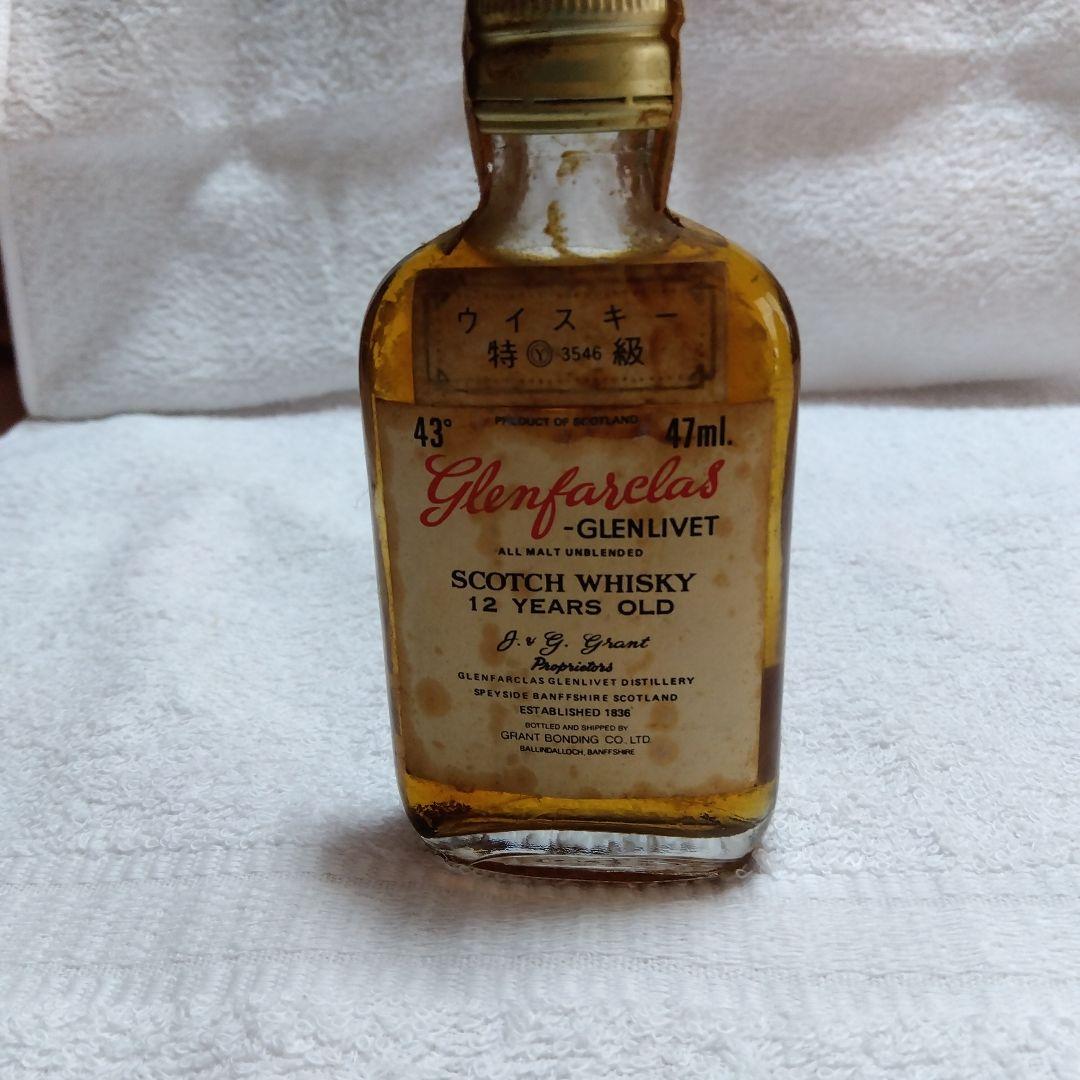 ウイスキー
特 Ⓨ 3546 級
PRODUCT OF SCOTLAND
43° 47ml.
Glenfarclas
-GLENLIVET
ALL MALT UNBLENDED
SCOTCH WHISKY
12 YEARS OLD
J. & G. Grant
Proprietors
GLENFARCLAS GLENLIVET DISTILLERY
SPEYSIDE BANFFSHIRE SCOTLAND
ESTABLISHED 1836
BOTTLED AND SHIPPED BY
GRANT BONDING CO. LTD.
BALLINDALLOCH, BANFFSHIRE